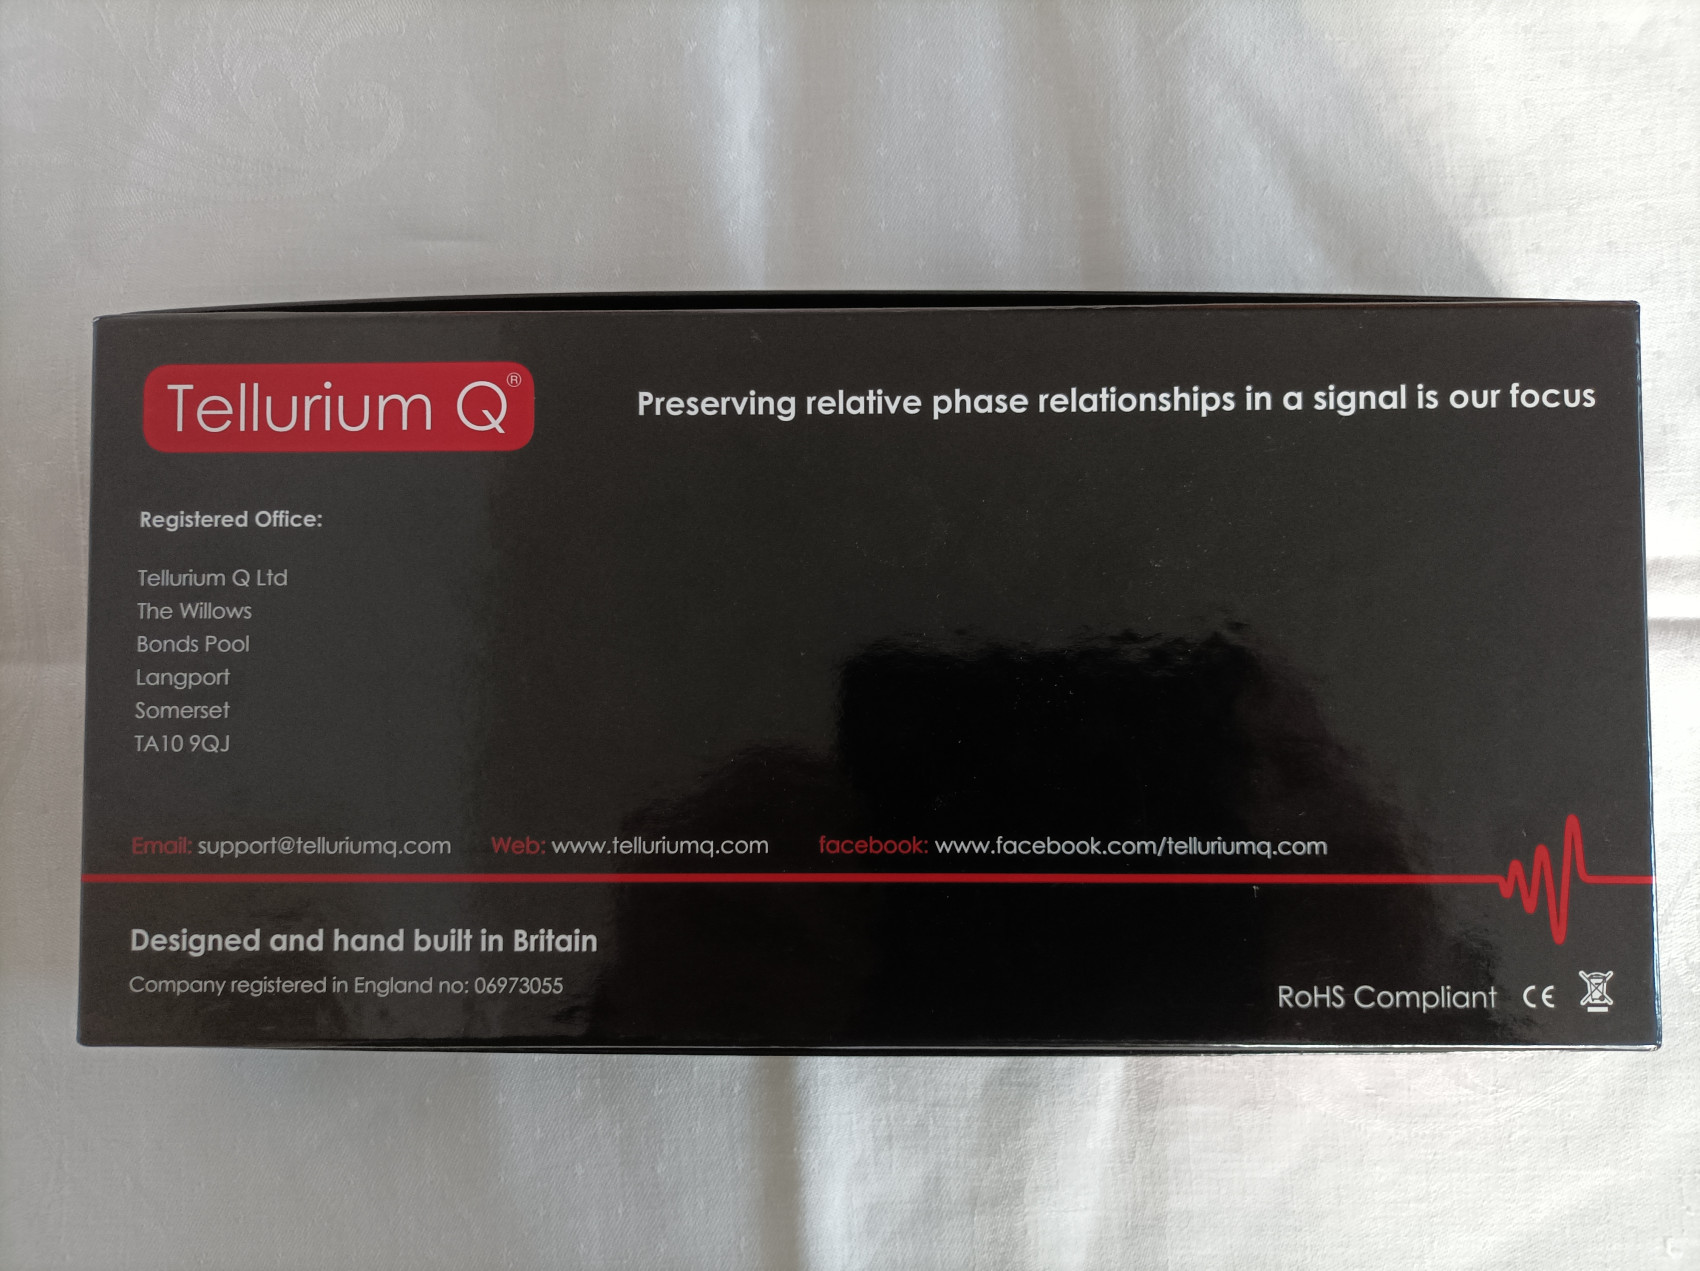 Tellurium Q®
Preserving relative phase relationships in a signal is our focus
Registered Office:
Tellurium Q Ltd
The Willows
Bonds Pool
Langport
Somerset
TA10 9QJ
Email: support@telluriumq.com Web: www.telluriumq.com facebook: www.facebook.com/telluriumq.com
Designed and hand built in Britain
Company registered in England no: 06973055
RoHS Compliant CE